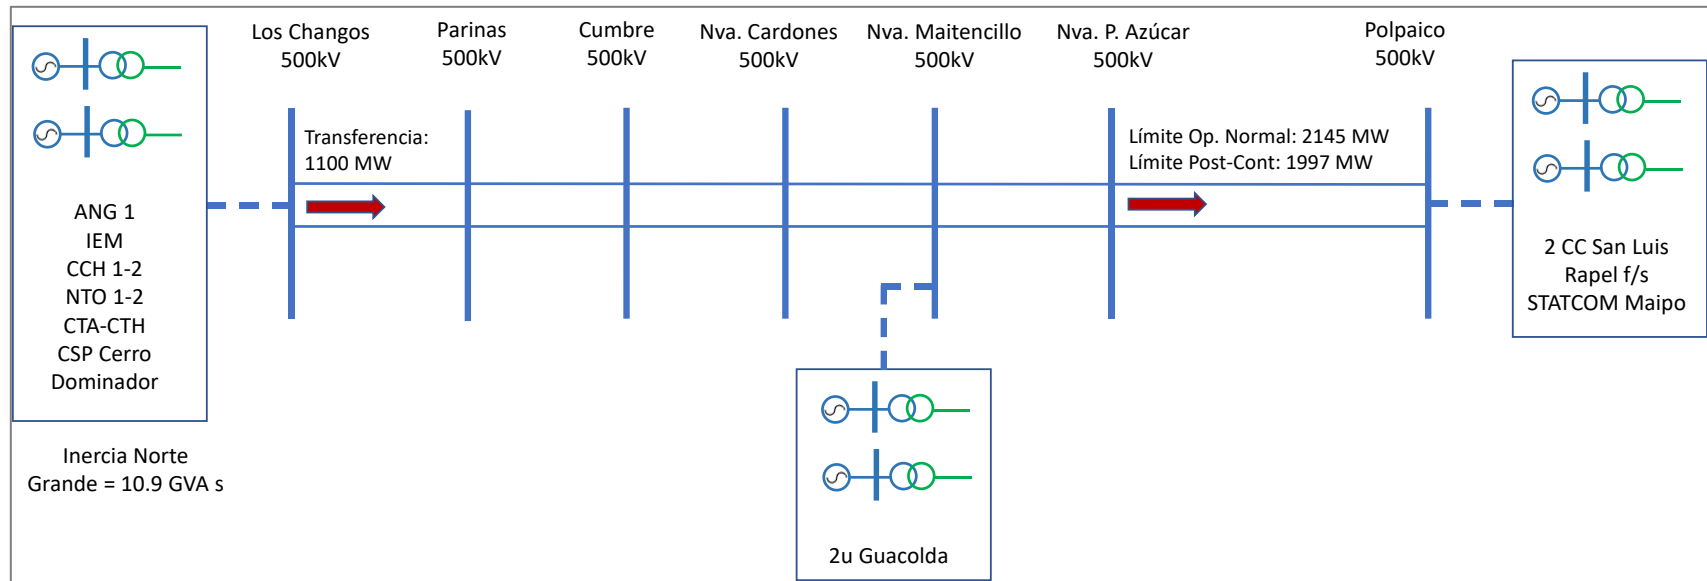 Los Changos
500kV
Parinas
500kV
Cumbre
500kV
Nva. Cardones
500kV
Nva. Maitencillo
500kV
Nva. P. Azúcar
500kV
Polpaico
500kV
Transferencia:
1100 MW
Límite Op. Normal: 2145 MW
Límite Post-Cont: 1997 MW
ANG 1
IEM
CCH 1-2
NTO 1-2
CTA-CTH
CSP Cerro
Dominador
Inercia Norte
Grande = 10.9 GVA s
2u Guacolda
2 CC San Luis
Rapel f/s
STATCOM Maipo